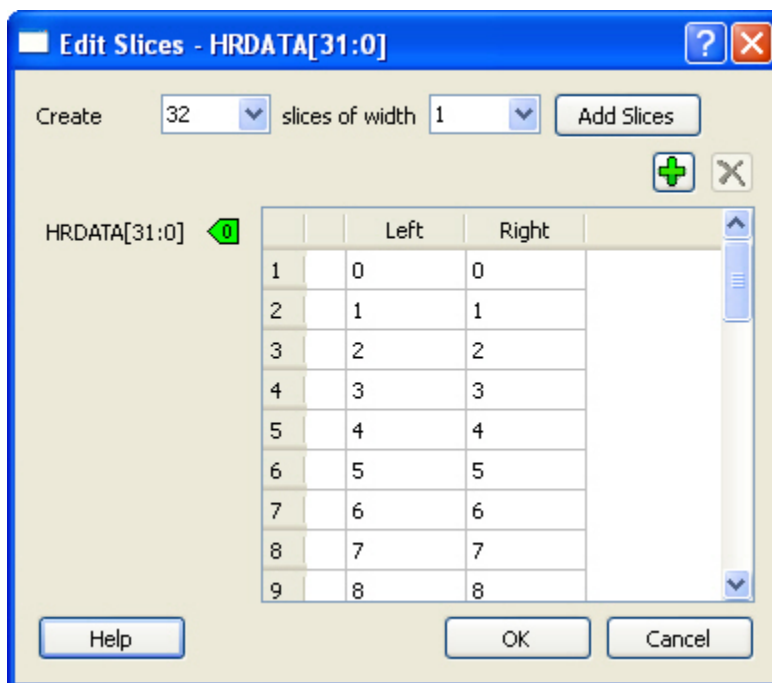 Edit Slices - HRDATA[31:0]
?
Create 32 slices of width 1 Add Slices
HRDATA[31:0] 0
Left Right
1 0 0
2 1 1
3 2 2
4 3 3
5 4 4
6 5 5
7 6 6
8 7 7
9 8 8
Help OK Cancel